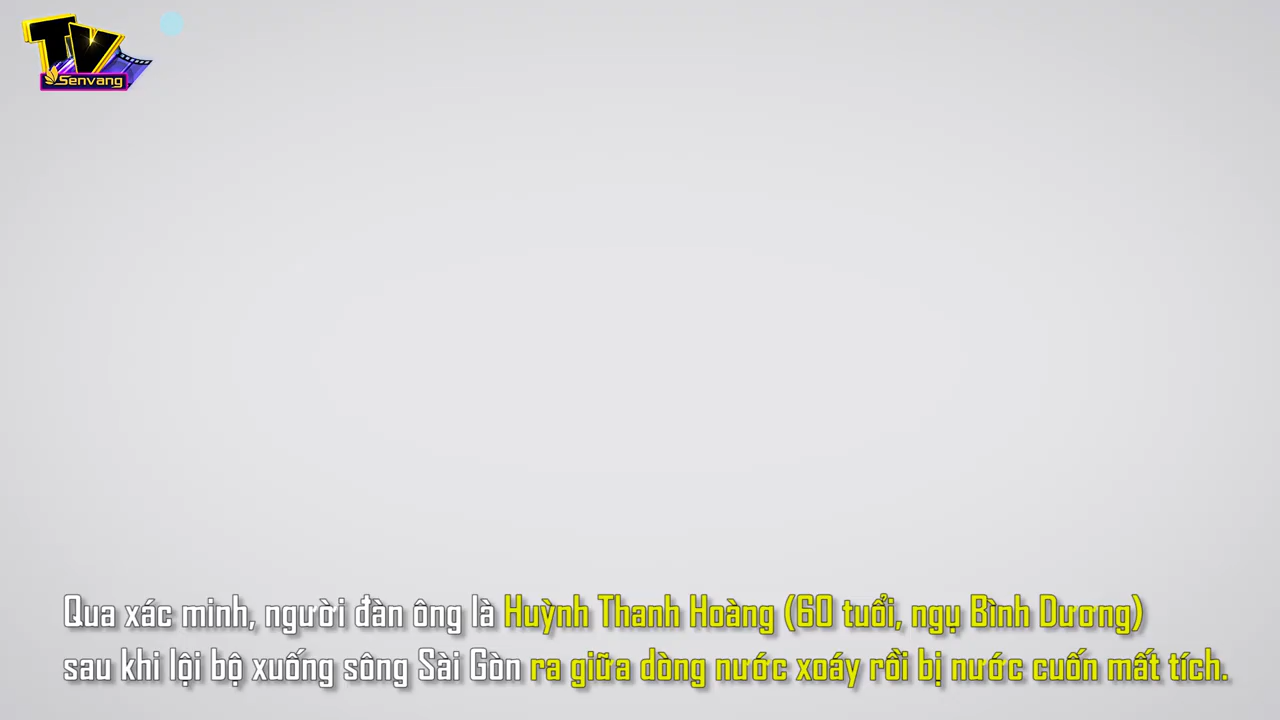 TV
Senvang
Qua xác minh, người đàn ông là Huỳnh Thanh Hoàng (60 tuổi, ngụ Bình Dương)
sau khi lội bộ xuống sông Sài Gòn ra giữa dòng nước xoáy rồi bị nước cuốn mất tích.